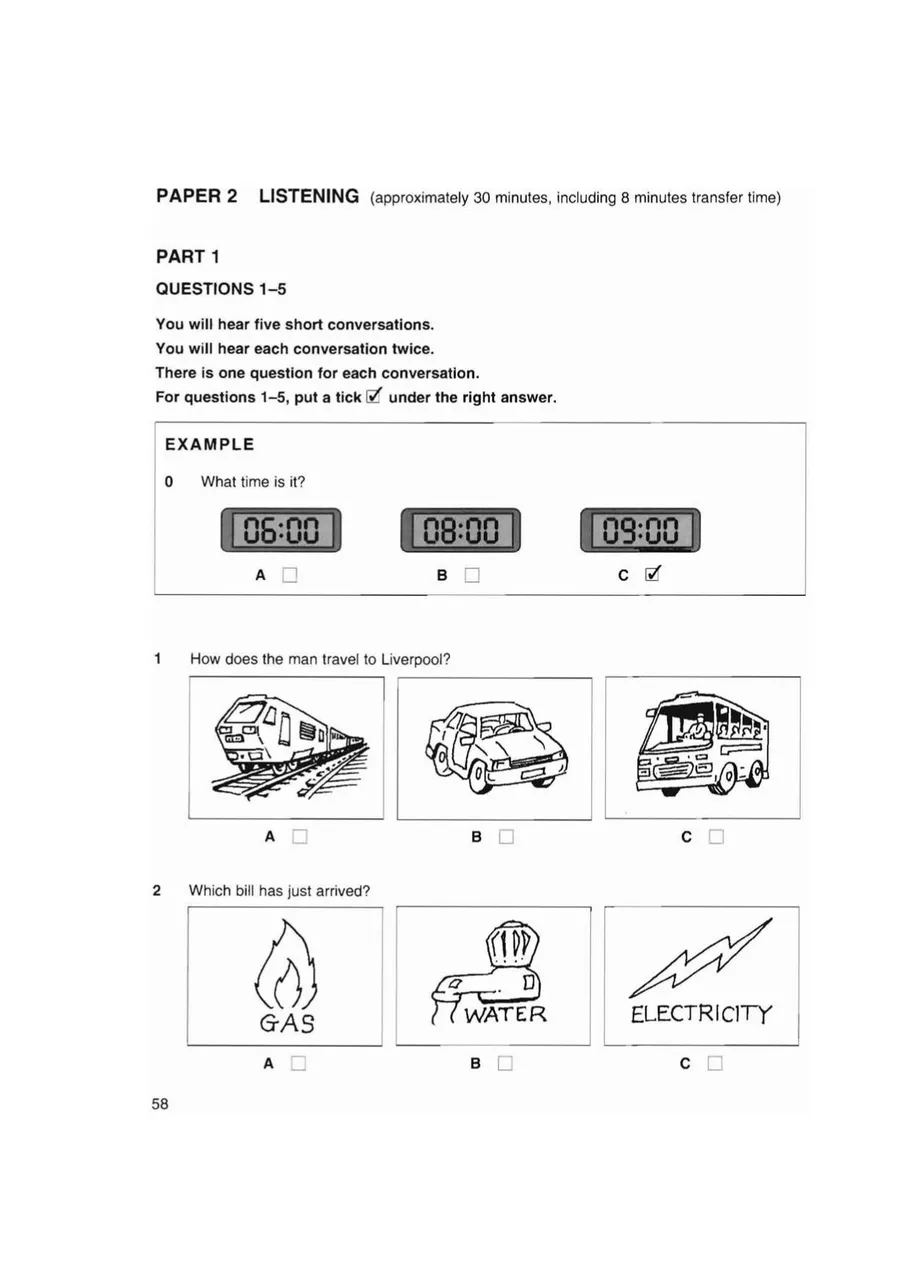 PAPER 2 LISTENING (approximately 30 minutes, including 8 minutes transfer time)
PART 1
QUESTIONS 1–5
You will hear five short conversations.
You will hear each conversation twice.
There is one question for each conversation.
For questions 1–5, put a tick ☑ under the right answer.
EXAMPLE
0 What time is it?
06:00 08:00 09:00
A ☐ B ☐ C ☑
1 How does the man travel to Liverpool?
A ☐ B ☐ C ☐
2 Which bill has just arrived?
GAS WATER ELECTRICITY
A ☐ B ☐ C ☐
58